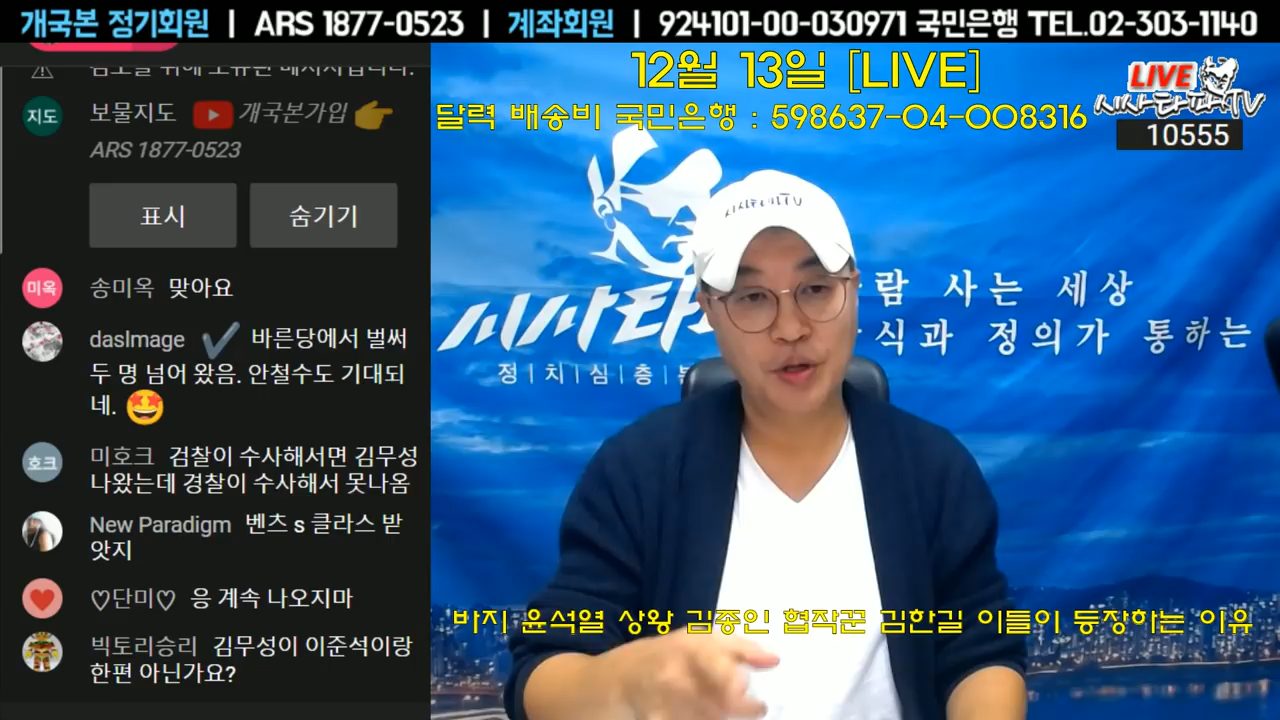 개국본 정기회원 | ARS 1877-0523 | 계좌회원 | 924101-00-030971 국민은행 TEL.02-303-1140
보물지도 개국본가입
ARS 1877-0523
표시 숨기기
송미옥 맞아요
daslmage 바른당에서 벌써
두 명 넘어 왔음. 안철수도 기대되
네.
미호크 검찰이 수사해서면 김무성
나왔는데 경찰이 수사해서 못나옴
New Paradigm 벤츠 s 클라스 받
앗지
♡단미♡ 응 계속 나오지마
빅토리승리 김무성이 이준석이랑
한편 아닌가요?
지도
미옥
호크
12월 13일 [LIVE]
달력 배송비 국민은행 : 598637-04-008316
LIVE
시사타파TV
10555
시사타파TV
시사타
정|치|심|층|
람 사는 세상
식과 정의가 통하는
바지 윤석열 상왕 김종인 협작꾼 김한길 이들이 등장하는 이유